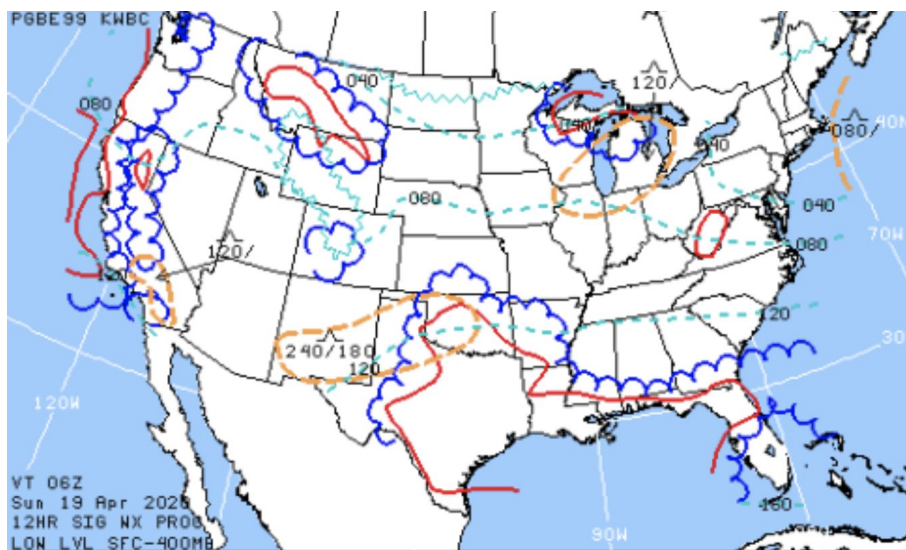 PGBE99 KWBC
120/
040
080
040
080/
40N
040
080
040
70W
080
120/
120
240/180
120
30
120W
VT 06Z
Sun 19 Apr 2020
12HR SIG WX PROG
LOW LVL SFC-400MB
90W
160